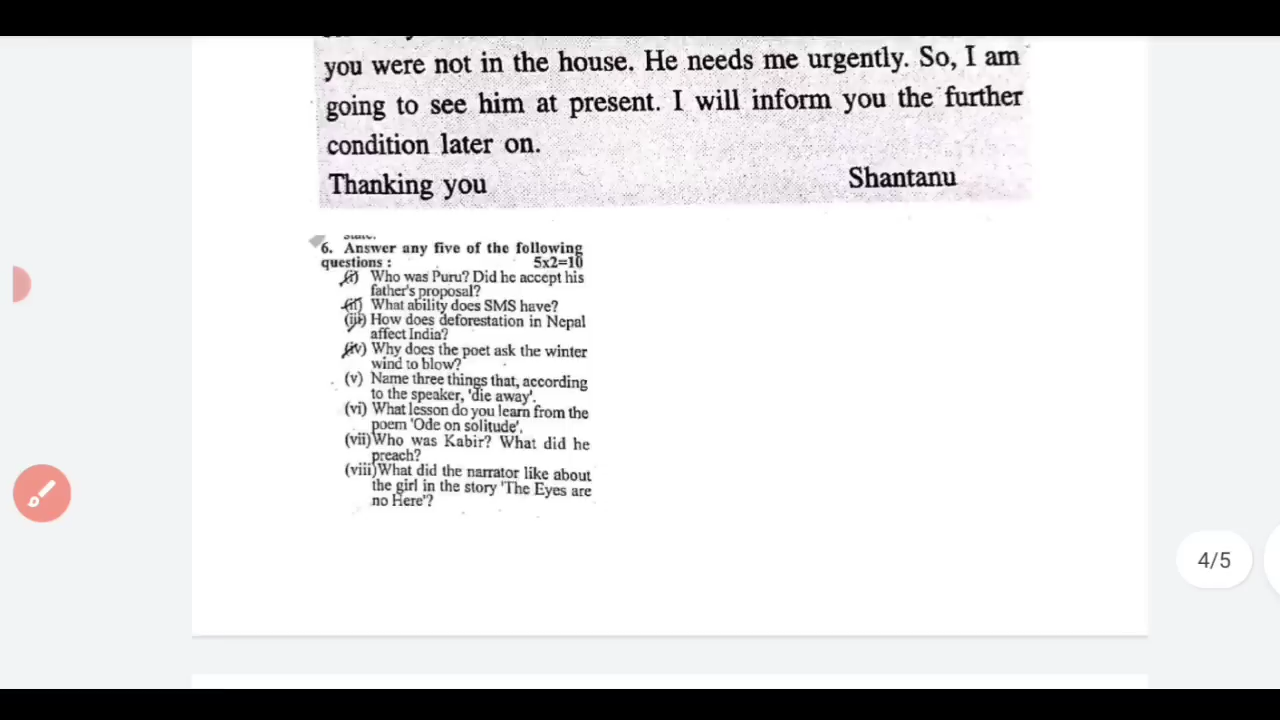 you were not in the house. He needs me urgently. So, I am
going to see him at present. I will inform you the further
condition later on.
Thanking you
Shantanu
6. Answer any five of the following
questions : 5x2=10
(i) Who was Puru? Did he accept his
father's proposal?
(ii) What ability does SMS have?
(iii) How does deforestation in Nepal
affect India?
(iv) Why does the poet ask the winter
wind to blow?
(v) Name three things that, according
to the speaker, 'die away'.
(vi) What lesson do you learn from the
poem 'Ode on solitude'.
(vii) Who was Kabir? What did he
preach?
(viii) What did the narrator like about
the girl in the story 'The Eyes are
no Here'?
4/5